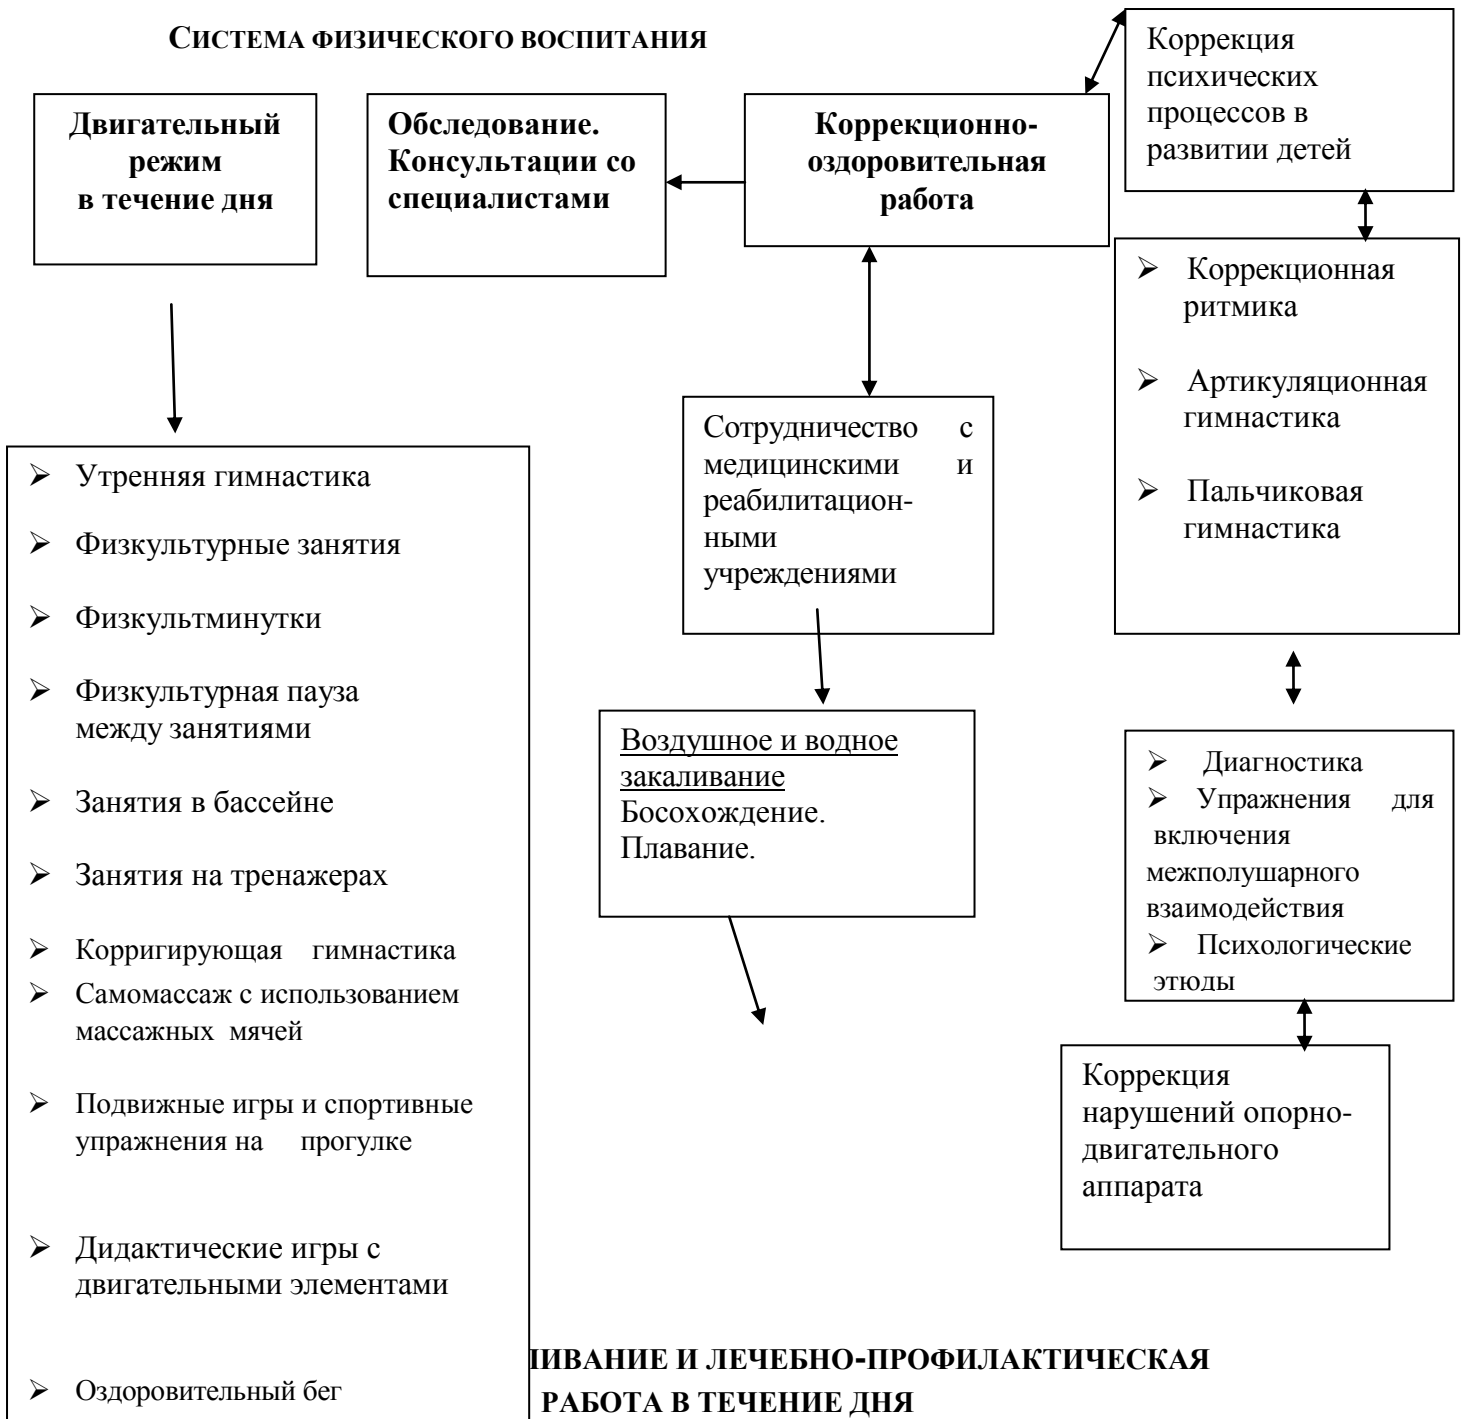 СИСТЕМА ФИЗИЧЕСКОГО ВОСПИТАНИЯ
Двигательный
режим
в течение дня
Обследование.
Консультации со
специалистами
Коррекционно-
оздоровительная
работа
Коррекция
психических
процессов в
развитии детей
➢ Коррекционная
ритмика
➢ Артикуляционная
гимнастика
➢ Пальчиковая
гимнастика
Сотрудничество с
медицинскими и
реабилитацион-
ными
учреждениями
➢ Утренняя гимнастика
➢ Физкультурные занятия
➢ Физкультминутки
➢ Физкультурная пауза
между занятиями
➢ Занятия в бассейне
➢ Занятия на тренажерах
➢ Корригирующая гимнастика
➢ Самомассаж с использованием
массажных мячей
➢ Подвижные игры и спортивные
упражнения на прогулке
➢ Дидактические игры с
двигательными элементами
➢ Оздоровительный бег
Воздушное и водное
закаливание
Босохождение.
Плавание.
➢ Диагностика
➢ Упражнения для
включения
межполушарного
взаимодействия
➢ Психологические
этюды
Коррекция
нарушений опорно-
двигательного
аппарата
ИВАНИЕ И ЛЕЧЕБНО-ПРОФИЛАКТИЧЕСКАЯ
РАБОТА В ТЕЧЕНИЕ ДНЯ